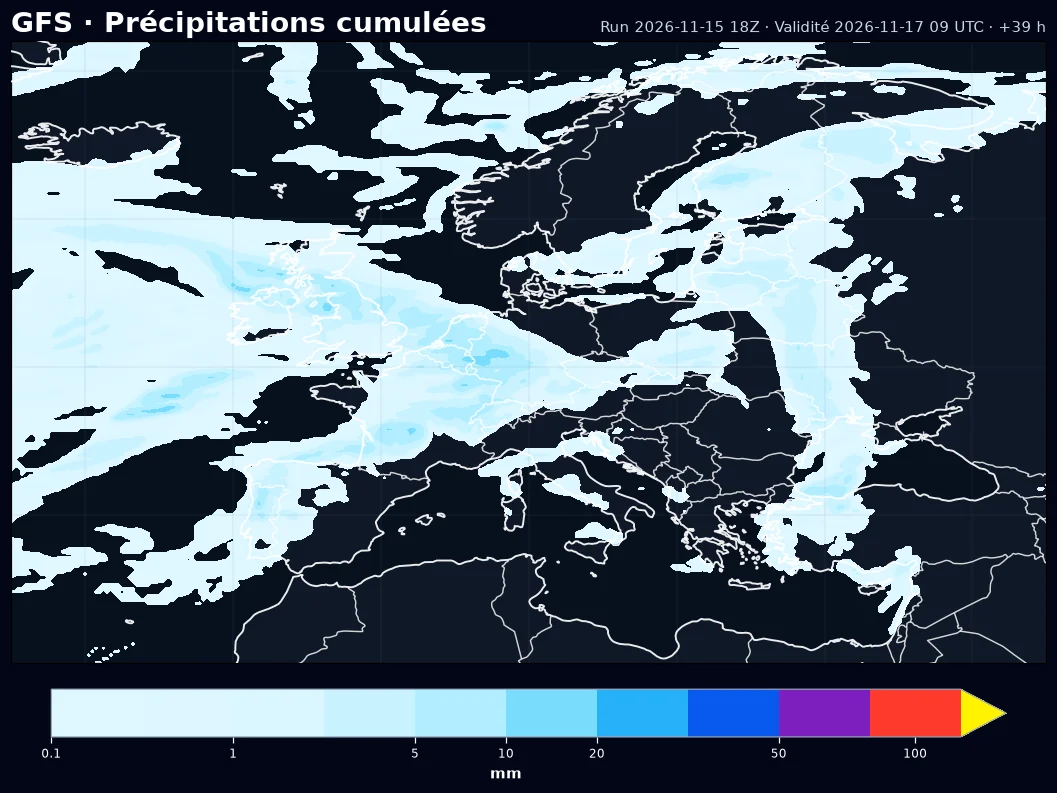 GFS · Précipitations cumulées
Run 2026-11-15 18Z · Validité 2026-11-17 09 UTC · +39 h
0.1 1 5 10 20 50 100
mm